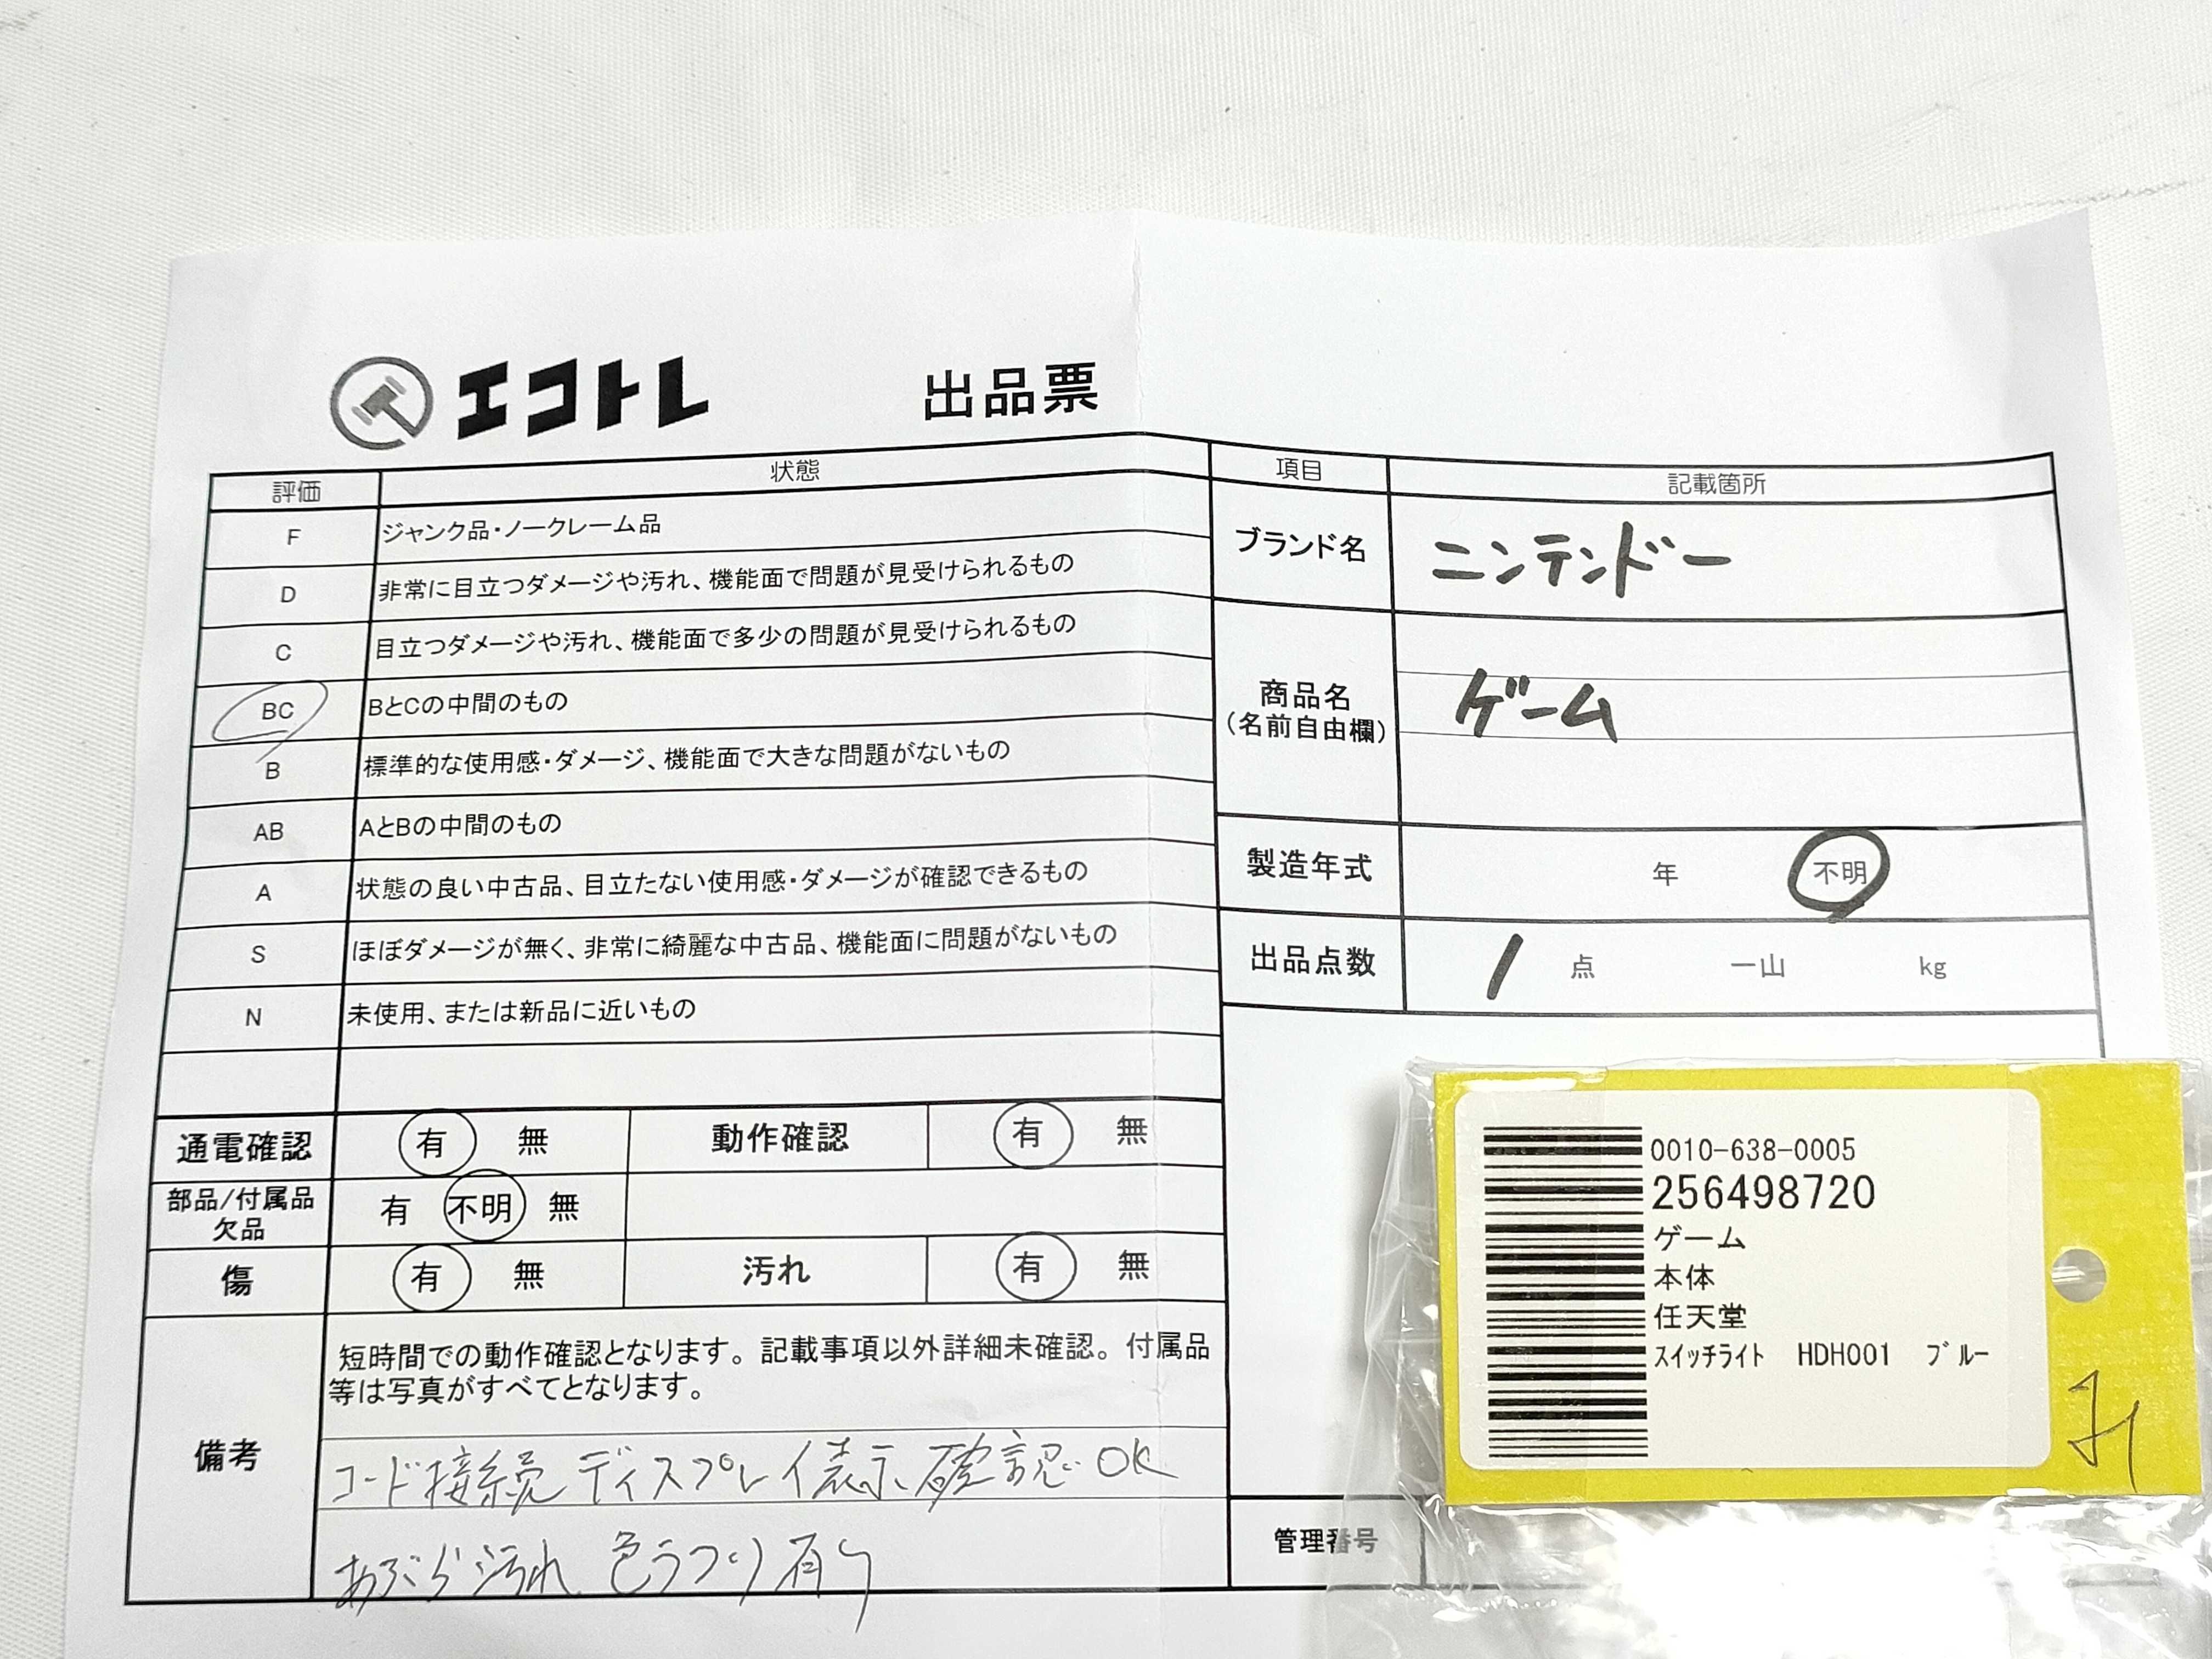 エコトレ 出品票
評価 状態
F ジャンク品・ノークレーム品
D 非常に目立つダメージや汚れ、機能面で問題が見受けられるもの
C 目立つダメージや汚れ、機能面で多少の問題が見受けられるもの
BC BとCの中間のもの
B 標準的な使用感・ダメージ、機能面で大きな問題がないもの
AB AとBの中間のもの
A 状態の良い中古品、目立たない使用感・ダメージが確認できるもの
S ほぼダメージが無く、非常に綺麗な中古品、機能面に問題がないもの
N 未使用、または新品に近いもの
通電確認 有 無 動作確認 有 無
部品/付属品
欠品 有 不明 無
傷 有 無 汚れ 有 無
備考
短時間での動作確認となります。記載事項以外詳細未確認。付属品
等は写真がすべてとなります。
コード接続 ディスプレイ表示確認 OK
あぶら汚れ 色うつり有り
項目 記載箇所
ブランド名 ニンテンドー
商品名
(名前自由欄) ゲーム
製造年式 年 不明
出品点数 1 点 一山 kg
管理番号
0010-638-0005
256498720
ゲーム
本体
任天堂
スイッチライト HDH001 ブルー